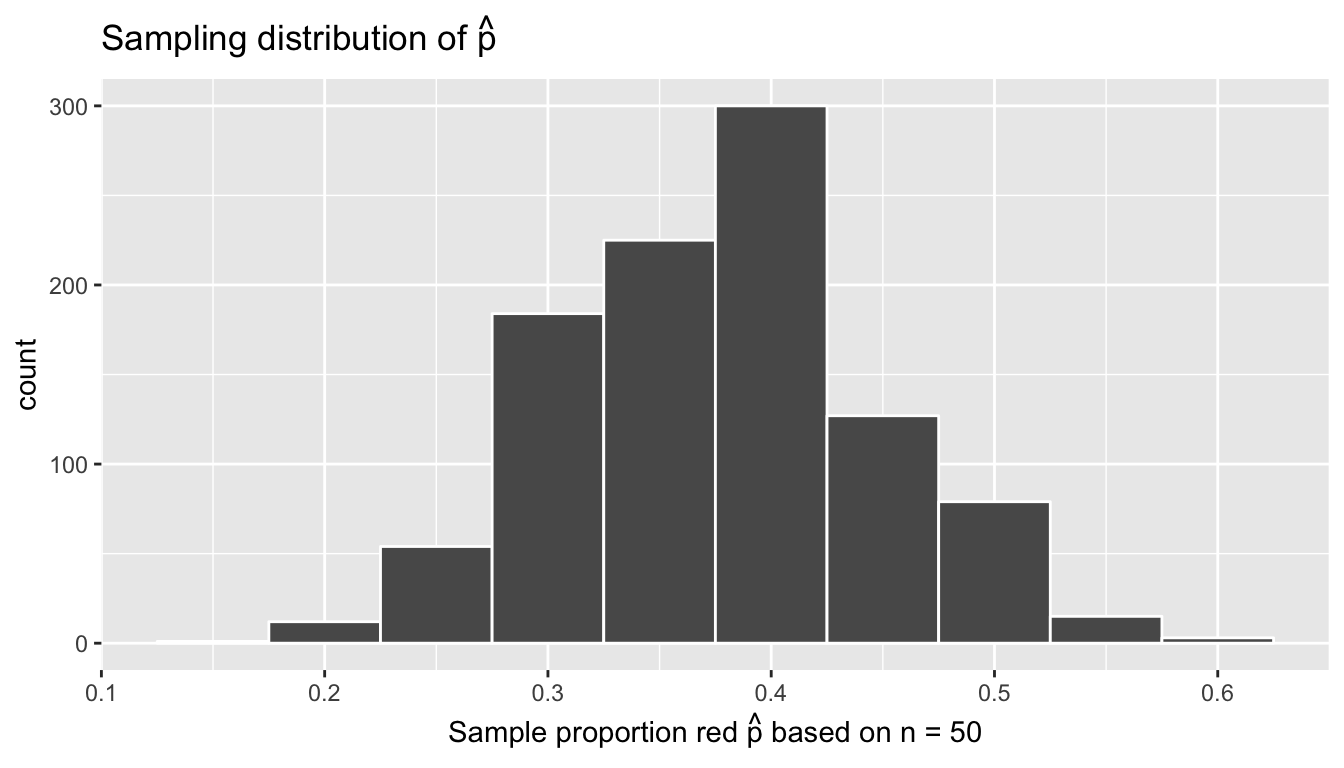 Sampling distribution of p̂
300
200
100
0
count
0.1 0.2 0.3 0.4 0.5 0.6
Sample proportion red p̂ based on n = 50